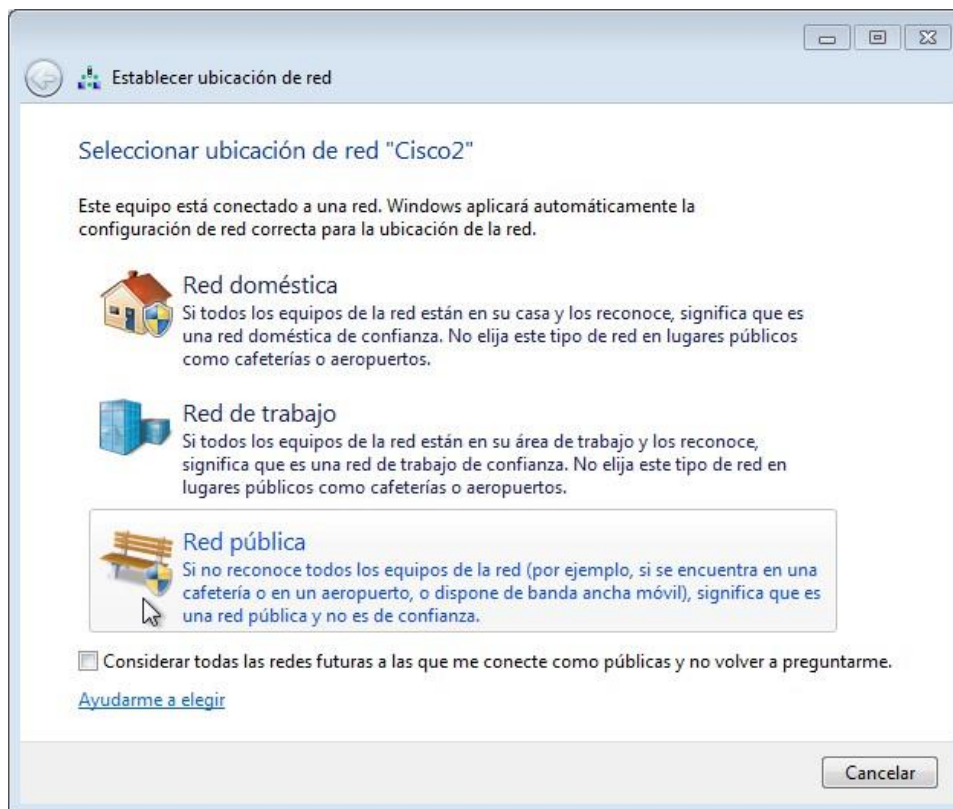 Establecer ubicación de red
Seleccionar ubicación de red "Cisco2"
Este equipo está conectado a una red. Windows aplicará automáticamente la
configuración de red correcta para la ubicación de la red.
Red doméstica
Si todos los equipos de la red están en su casa y los reconoce, significa que es
una red doméstica de confianza. No elija este tipo de red en lugares públicos
como cafeterías o aeropuertos.
Red de trabajo
Si todos los equipos de la red están en su área de trabajo y los reconoce,
significa que es una red de trabajo de confianza. No elija este tipo de red en
lugares públicos como cafeterías o aeropuertos.
Red pública
Si no reconoce todos los equipos de la red (por ejemplo, si se encuentra en una
cafetería o en un aeropuerto, o dispone de banda ancha móvil), significa que es
una red pública y no es de confianza.
Considerar todas las redes futuras a las que me conecte como públicas y no volver a preguntarme.
Ayudarme a elegir
Cancelar